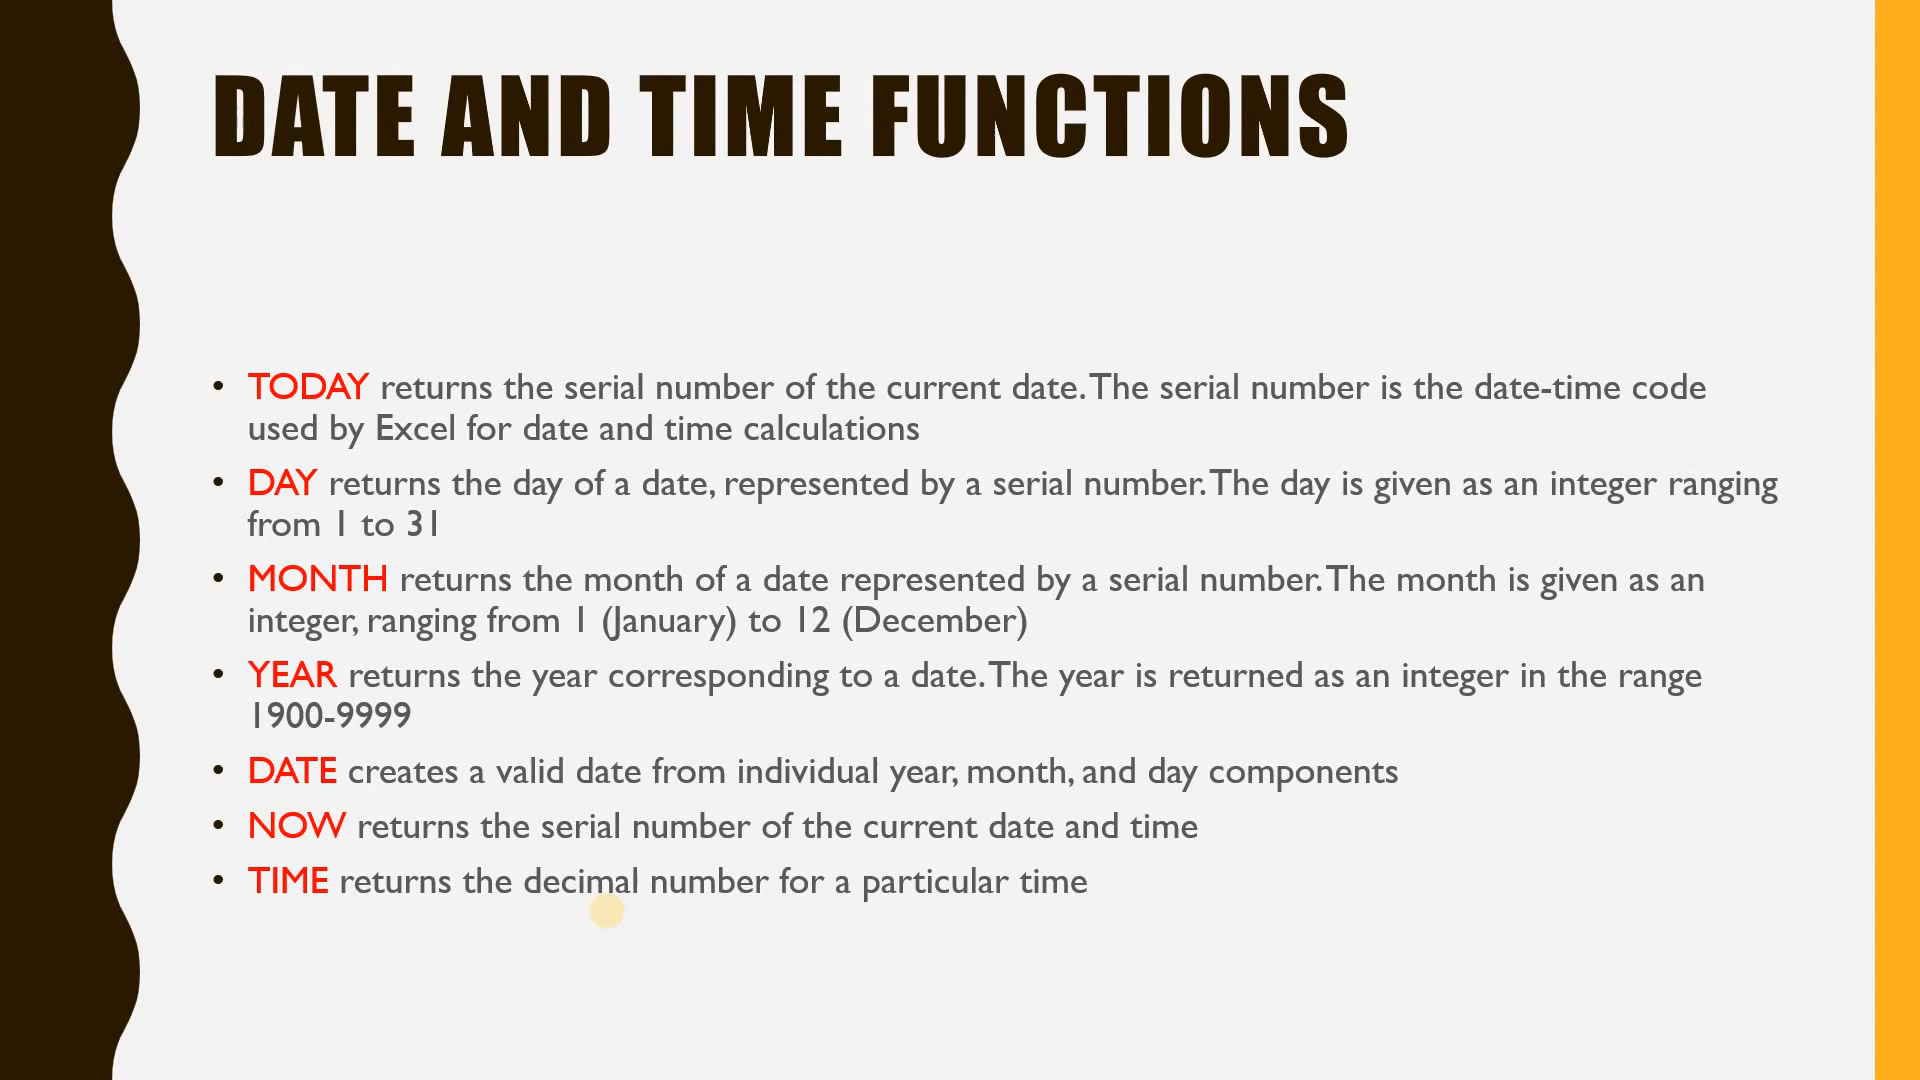 DATE AND TIME FUNCTIONS
• TODAY returns the serial number of the current date. The serial number is the date-time code
used by Excel for date and time calculations
• DAY returns the day of a date, represented by a serial number. The day is given as an integer ranging
from 1 to 31
• MONTH returns the month of a date represented by a serial number. The month is given as an
integer, ranging from 1 (January) to 12 (December)
• YEAR returns the year corresponding to a date. The year is returned as an integer in the range
1900-9999
• DATE creates a valid date from individual year, month, and day components
• NOW returns the serial number of the current date and time
• TIME returns the decimal number for a particular time